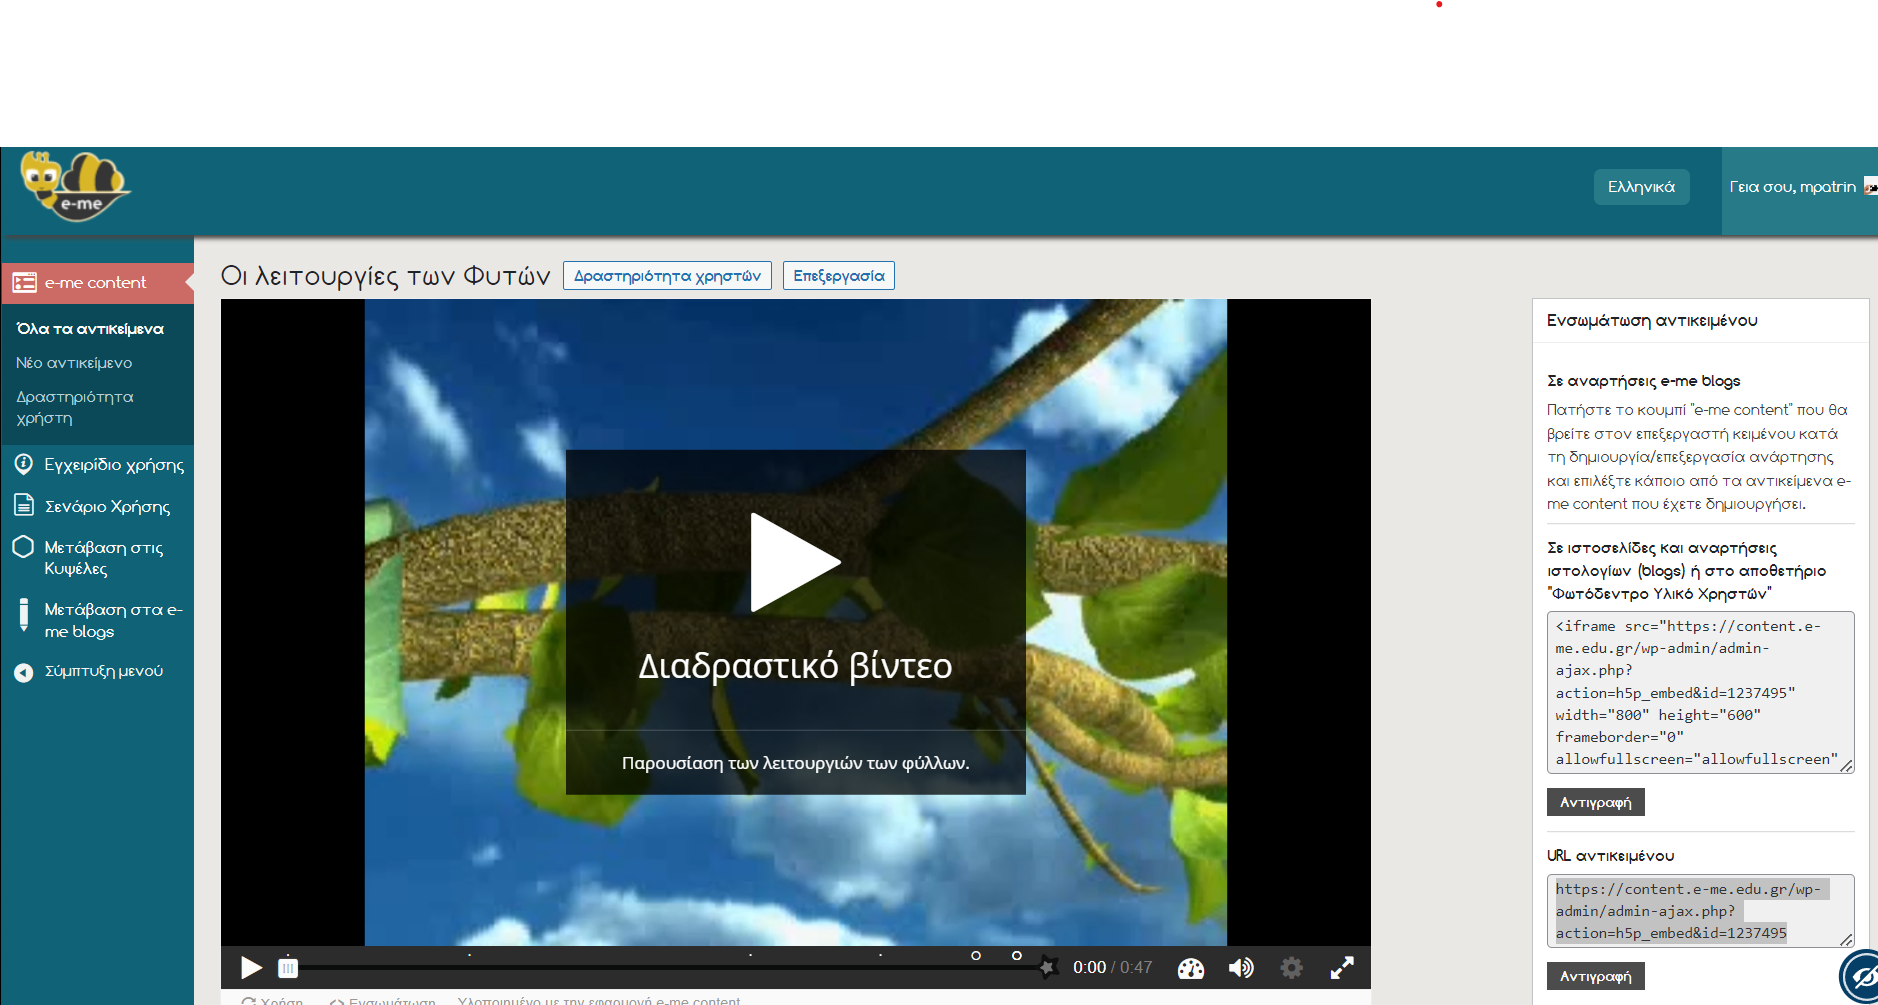 e-me
Ελληνικά
Γεια σου, mpatrin
e-me content
Όλα τα αντικείμενα
Νέο αντικείμενο
Δραστηριότητα
χρήστη
Εγχειρίδιο χρήσης
Σενάριο Χρήσης
Μετάβαση στις
Κυψέλες
Μετάβαση στα e-
me blogs
Σύμπτυξη μενού
Οι λειτουργίες των Φυτών
Δραστηριότητα χρηστών
Επεξεργασία
Διαδραστικό βίντεο
Παρουσίαση των λειτουργιών των φύλλων.
0:00 / 0:47
Χρήση
Ενσωμάτωση
Υλοποιημένο με την εφαρμογή e-me content
Ενσωμάτωση αντικειμένου
Σε αναρτήσεις e-me blogs
Πατήστε το κουμπί "e-me content" που θα
βρείτε στον επεξεργαστή κειμένου κατά
τη δημιουργία/επεξεργασία ανάρτησης
και επιλέξτε κάποιο από τα αντικείμενα e-
me content που έχετε δημιουργήσει.
Σε ιστοσελίδες και αναρτήσεις
ιστολογίων (blogs) ή στο αποθετήριο
"Φωτόδεντρο Υλικό Χρηστών"
<iframe src="https://content.e-
me.edu.gr/wp-admin/admin-
ajax.php?
action=h5p_embed&id=1237495"
width="800" height="600"
frameborder="0"
allowfullscreen="allowfullscreen"
Αντιγραφή
URL αντικειμένου
https://content.e-me.edu.gr/wp-
admin/admin-ajax.php?
action=h5p_embed&id=1237495
Αντιγραφή